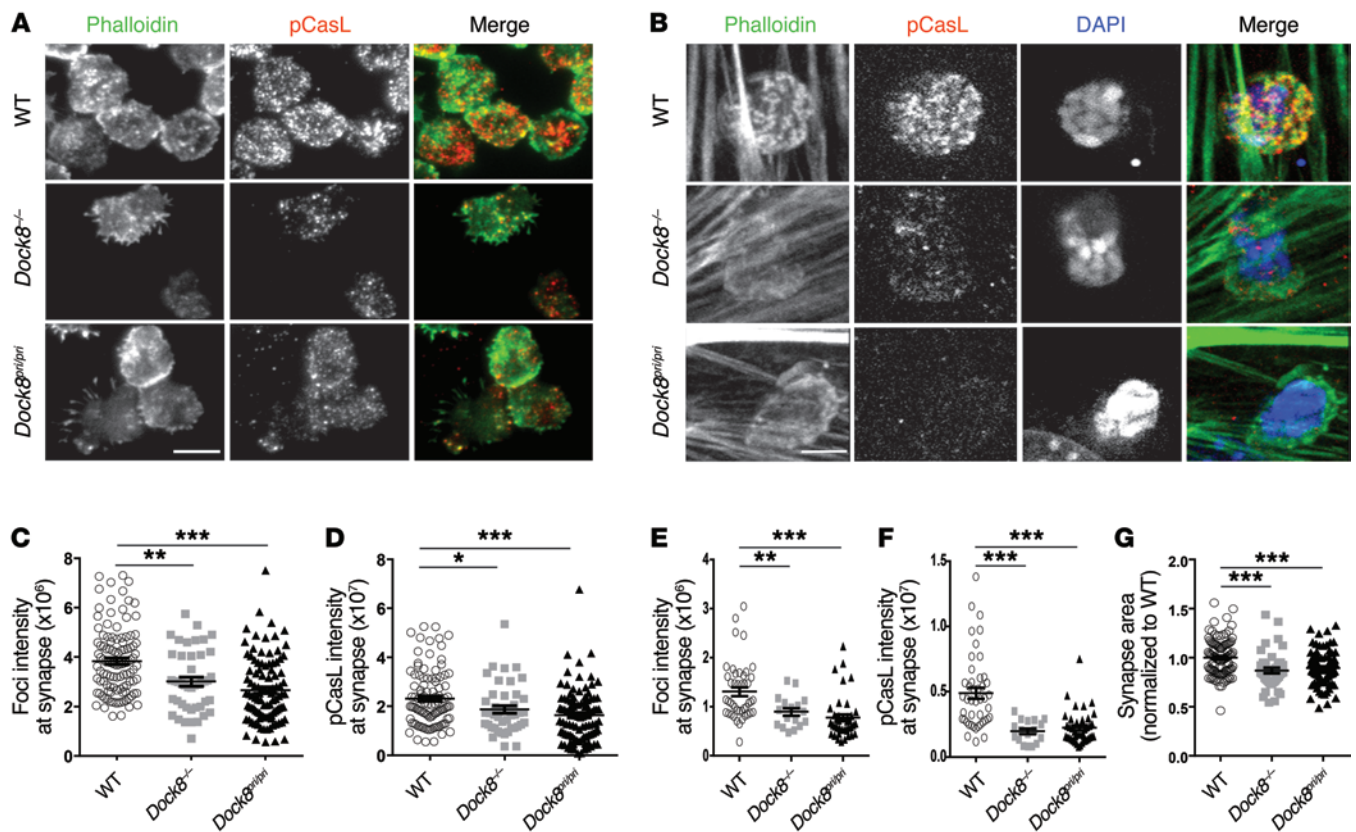 A
Phalloidin
pCasL
Merge
WT
Dock8–/–
Dock8pri/pri
B
Phalloidin
pCasL
DAPI
Merge
WT
Dock8–/–
Dock8pri/pri
C
Foci intensity
at synapse (x10⁶)
8
6
4
2
0
***
**
WT
Dock8–/–
Dock8pri/pri
D
pCasL intensity
at synapse (x10⁷)
8
6
4
2
0
***
*
WT
Dock8–/–
Dock8pri/pri
E
Foci intensity
at synapse (x10⁶)
4
3
2
1
0
***
**
WT
Dock8–/–
Dock8pri/pri
F
pCasL intensity
at synapse (x10⁷)
1.5
1.0
0.5
0.0
***
***
WT
Dock8–/–
Dock8pri/pri
G
Synapse area
(normalized to WT)
2.0
1.5
1.0
0.5
0.0
***
***
WT
Dock8–/–
Dock8pri/pri